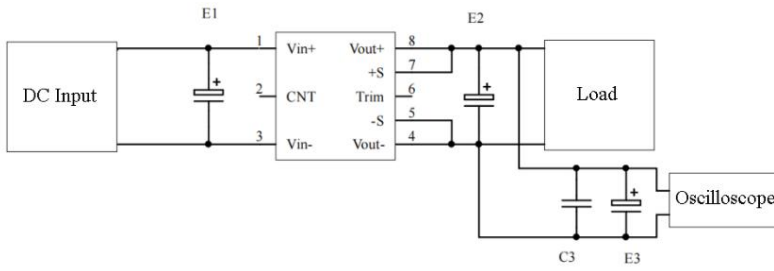 E1
E2
DC Input
1
Vin+
Vout+
8
+S
7
2
CNT
Trim
6
-S
5
3
Vin-
Vout-
4
+
+
Load
+
Oscilloscope
C3
E3